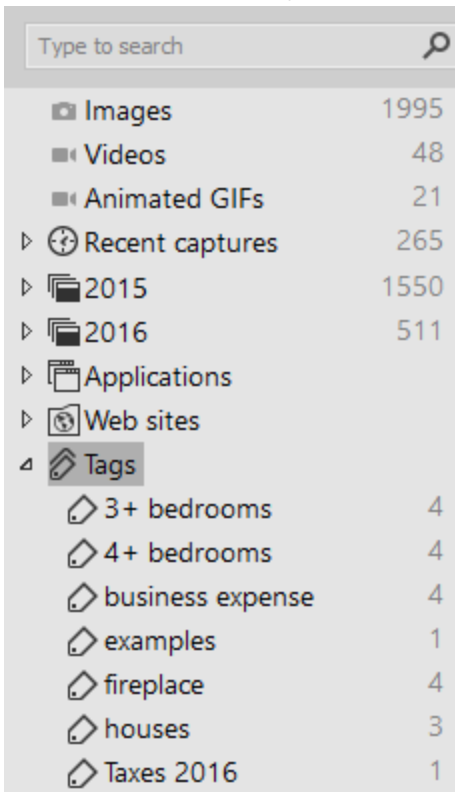 Type to search
Images 1995
Videos 48
Animated GIFs 21
Recent captures 265
2015 1550
2016 511
Applications
Web sites
Tags
3+ bedrooms 4
4+ bedrooms 4
business expense 4
examples 1
fireplace 4
houses 3
Taxes 2016 1